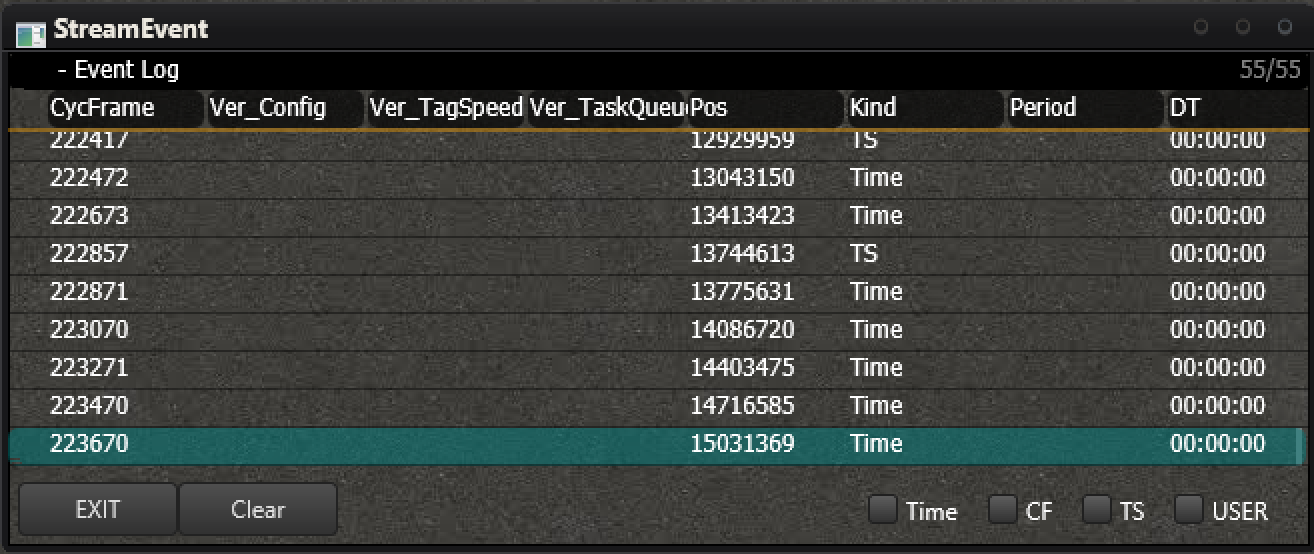 StreamEvent
- Event Log 55/55
CycFrame Ver_Config Ver_TagSpeed Ver_TaskQueu Pos Kind Period DT
222417 12929959 TS 00:00:00
222472 13043150 Time 00:00:00
222673 13413423 Time 00:00:00
222857 13744613 TS 00:00:00
222871 13775631 Time 00:00:00
223070 14086720 Time 00:00:00
223271 14403475 Time 00:00:00
223470 14716585 Time 00:00:00
223670 15031369 Time 00:00:00
EXIT Clear Time CF TS USER